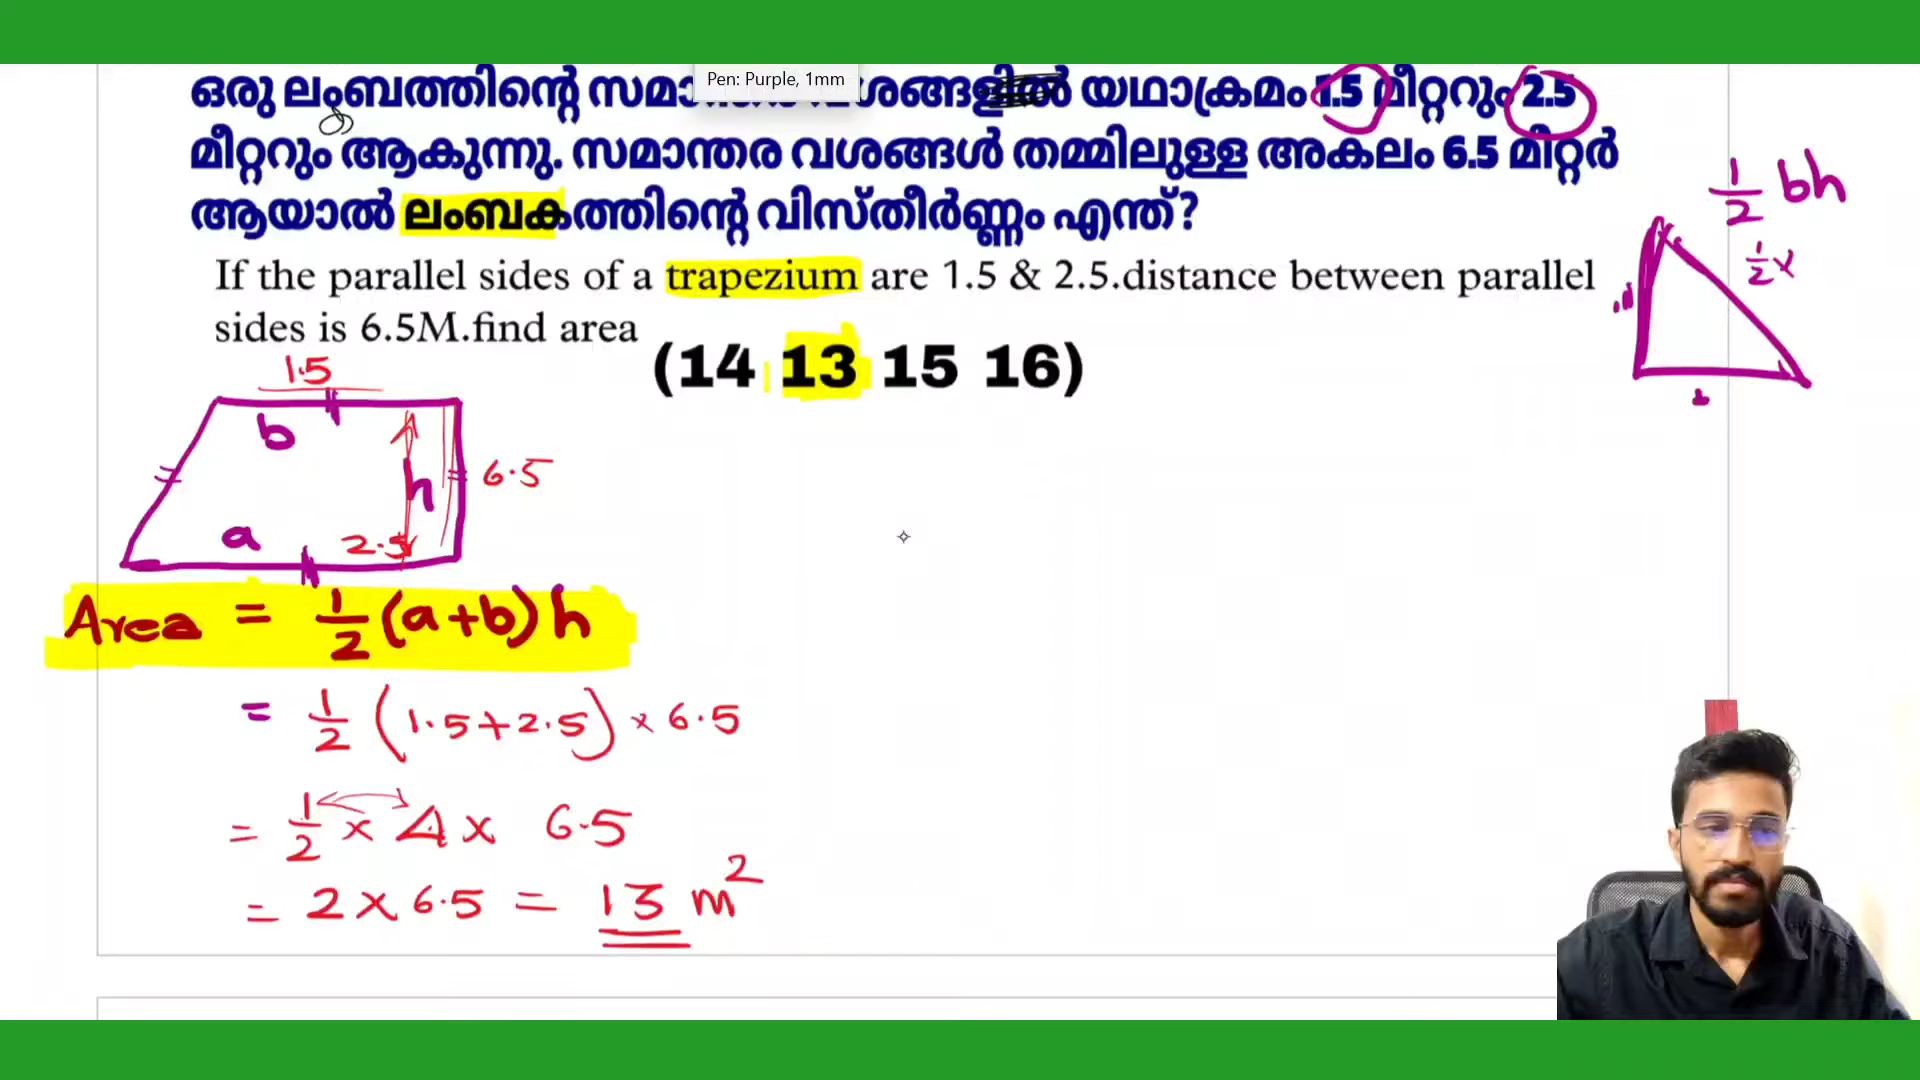 ഒരു ലംബത്തിന്റെ യഥാക്രമം 1.5 മീറ്ററും 2.5
Pen: Purple, 1mm
മീറ്ററും ആകുന്നു. സമാന്തര വശങ്ങൾ തമ്മിലുള്ള അകലം 6.5 മീറ്റർ
ആയാൽ ലംബകത്തിന്റെ വിസ്തീർണ്ണം എന്ത്?
If the parallel sides of a trapezium are 1.5 & 2.5.distance between parallel
sides is 6.5M.find area
(14 13 15 16)
1/2 bh
1/2 x
1.5
b
h
6.5
a
2.5
Area = 1/2 (a+b) h
= 1/2 (1.5+2.5) x 6.5
= 1/2 x 4 x 6.5
= 2 x 6.5 = 13 m²